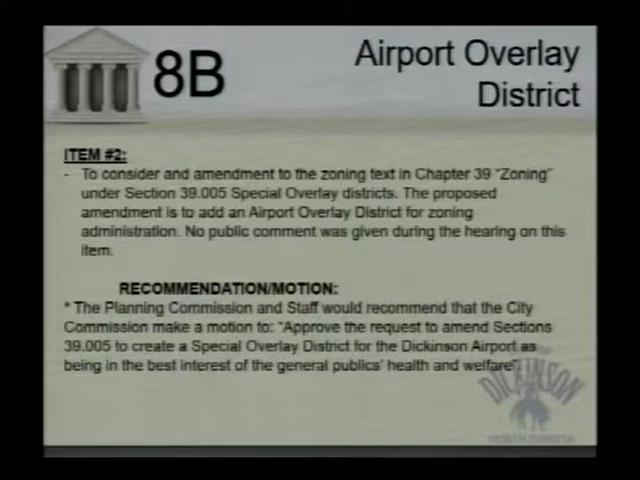 8B
Airport Overlay
District
ITEM #2:
- To consider and amendment to the zoning text in Chapter 39 “Zoning”
under Section 39.005 Special Overlay districts. The proposed
amendment is to add an Airport Overlay District for zoning
administration. No public comment was given during the hearing on this
item.
RECOMMENDATION/MOTION:
* The Planning Commission and Staff would recommend that the City
Commission make a motion to: “Approve the request to amend Sections
39.005 to create a Special Overlay District for the Dickinson Airport as
being in the best interest of the general publics’ health and welfare”
DICKINSON
NORTH DAKOTA